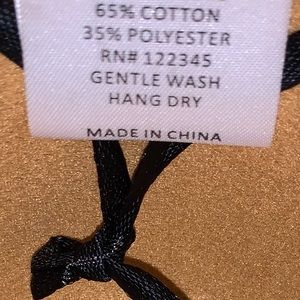 65% COTTON
35% POLYESTER
RN# 122345
GENTLE WASH
HANG DRY
MADE IN CHINA